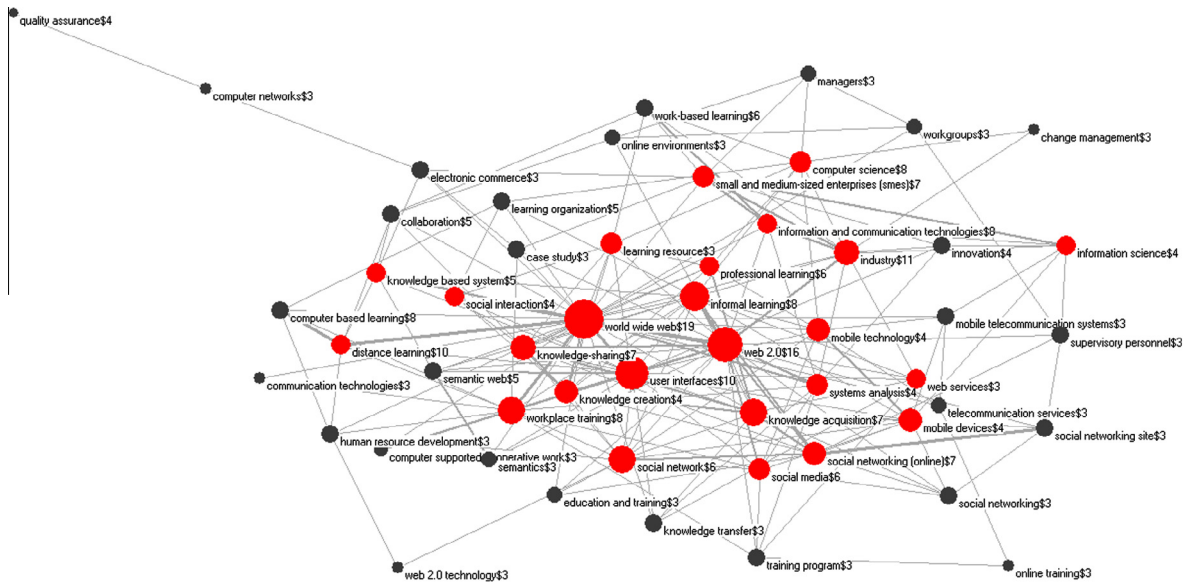 quality assurance$4
managers$3
computer networks$3
work-based learning$6
workgroups$3
change management$3
online environments$3
computer science$8
electronic commerce$3
small and medium-sized enterprises (smes)$7
learning organization$5
collaboration$5
information and communication technologies$8
learning resource$3
case study$3
industry$11
innovation$4
information science$4
professional learning$6
knowledge based system$5
social interaction$4
informal learning$8
computer based learning$8
world wide web$19
mobile telecommunication systems$3
mobile technology$4
supervisory personnel$3
distance learning$10
knowledge-sharing$7
web 2.0$16
communication technologies$3
semantic web$5
user interfaces$10
systems analysis$4
web services$3
knowledge creation$4
telecommunication services$3
workplace training$8
knowledge acquisition$7
mobile devices$4
social networking site$3
human resource development$3
computer supported
operative work$3
semantics$3
social network$6
social networking (online)$7
social media$6
education and training$3
social networking$3
knowledge transfer$3
training program$3
web 2.0 technology$3
online training$3